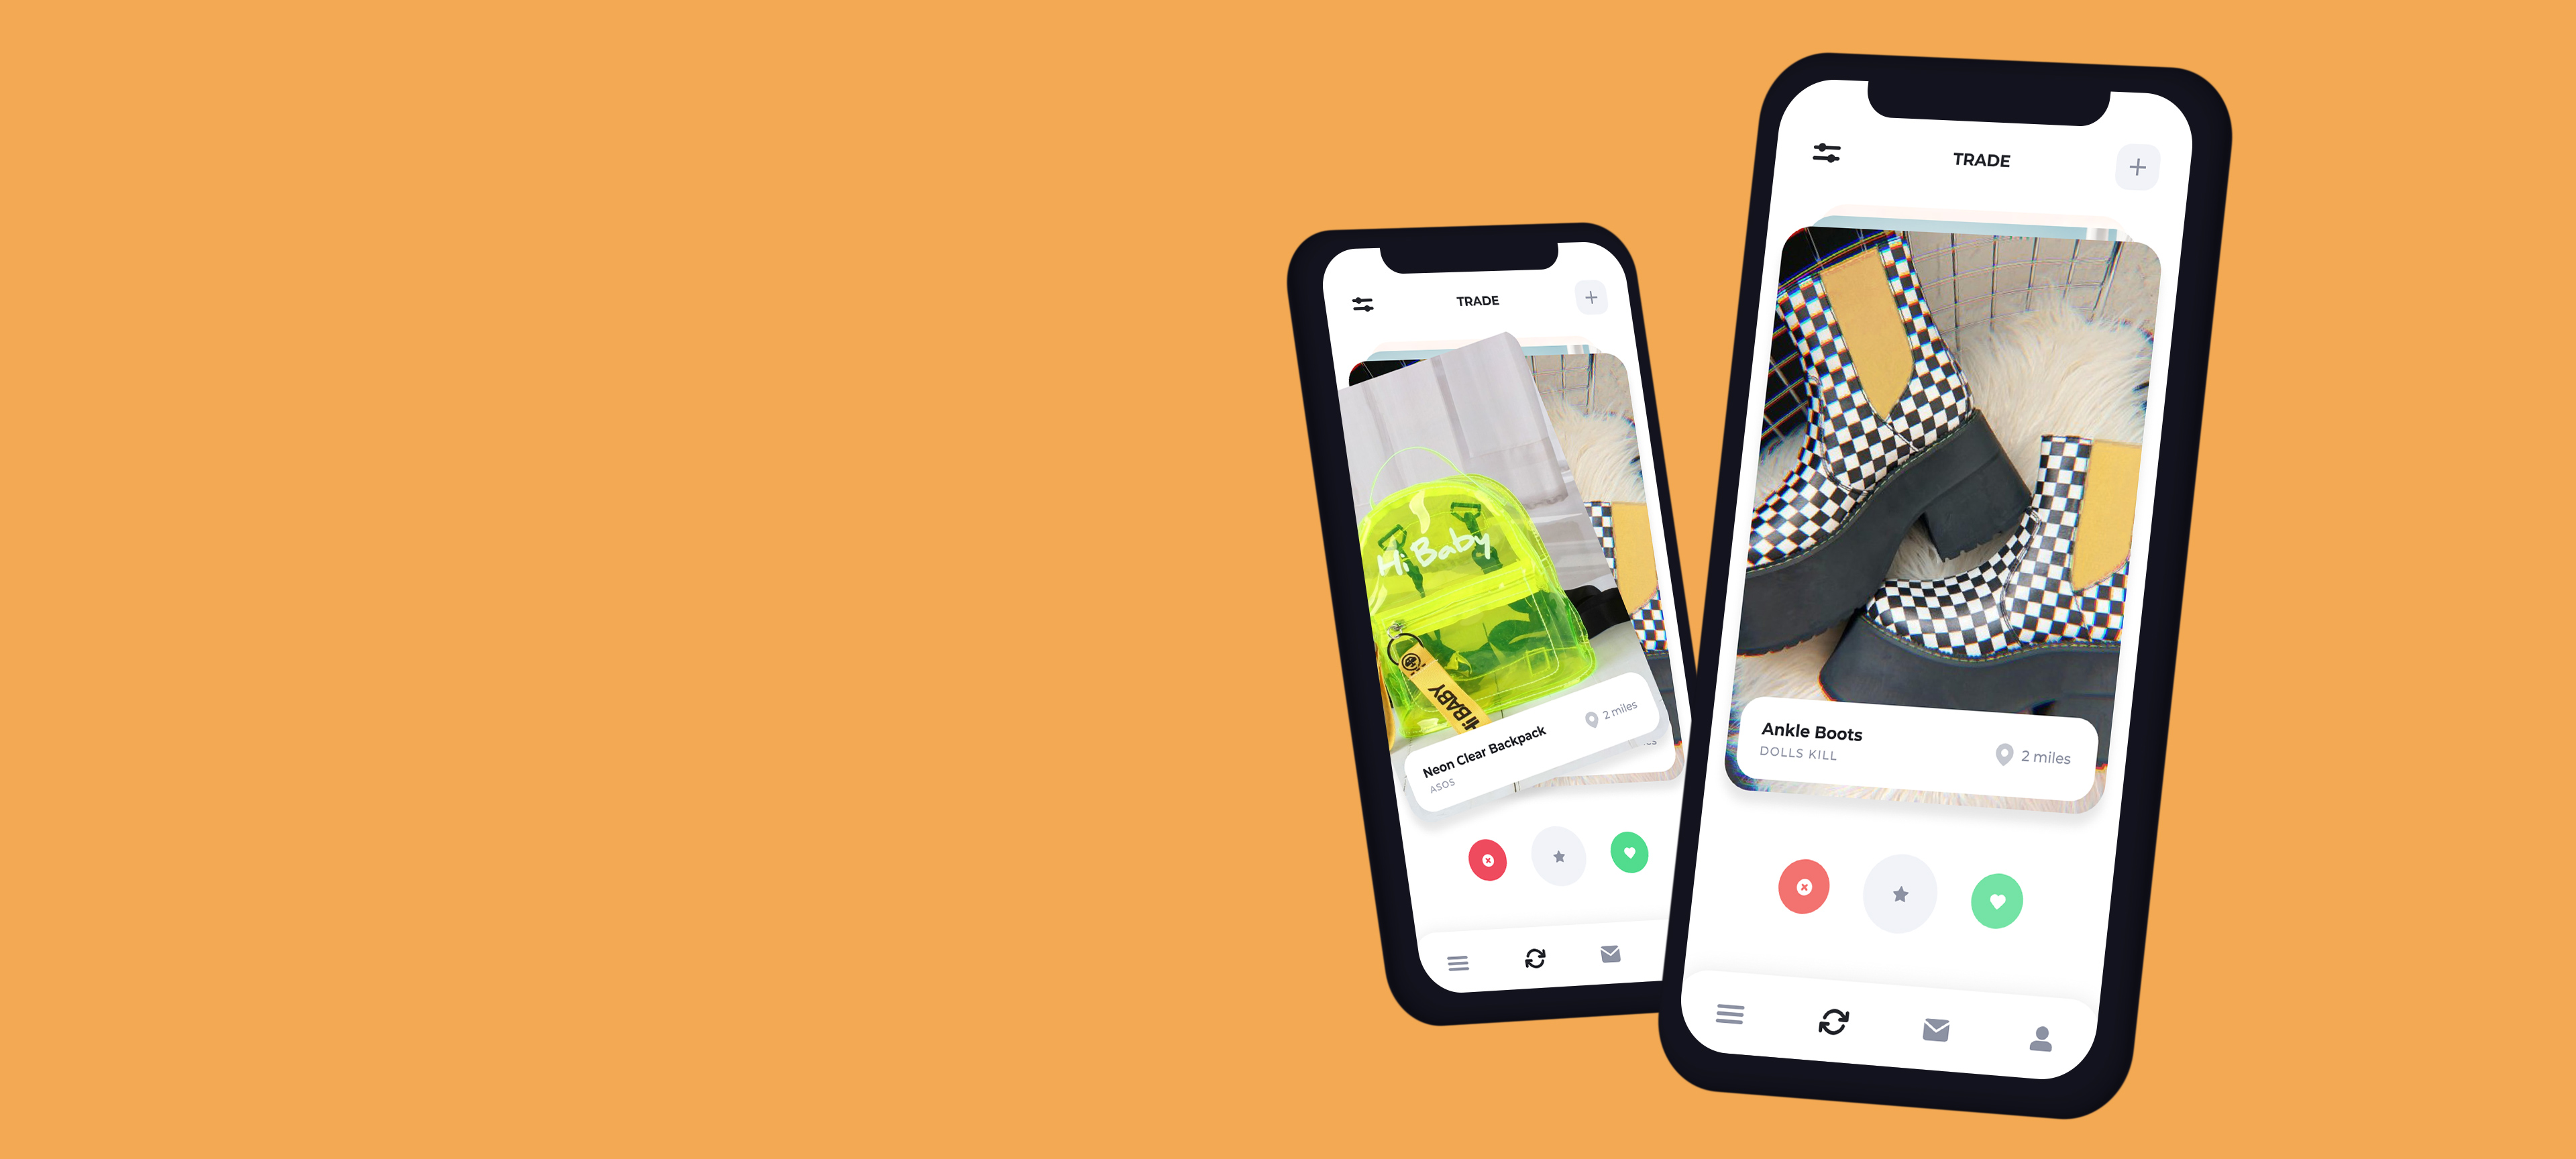 TRADE
Hi Baby
Hi BABY
Neon Clear Backpack
ASOS
2 miles
TRADE
Ankle Boots
DOLLS KILL
2 miles